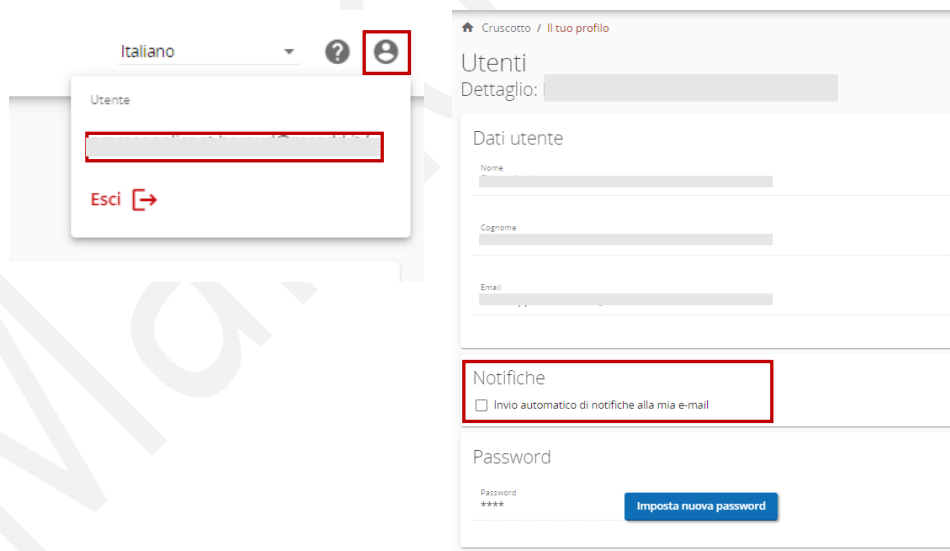 Italiano
Utente
Esci
Cruscotto / Il tuo profilo
Utenti
Dettaglio:
Dati utente
Nome
Cognome
Email
Notifiche
Invio automatico di notifiche alla mia e-mail
Password
Password
****
Imposta nuova password